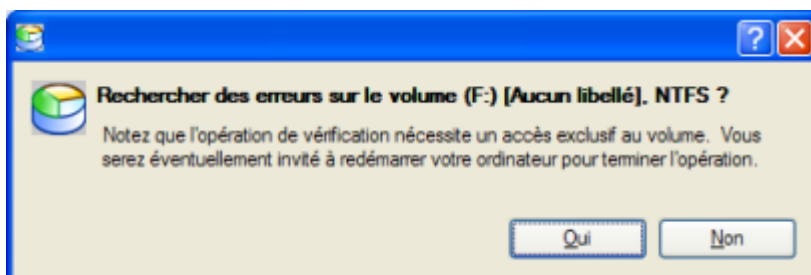 Rechercher des erreurs sur le volume (F:) [Aucun libellé], NTFS ?
Notez que l'opération de vérification nécessite un accès exclusif au volume. Vous
serez éventuellement invité à redémarrer votre ordinateur pour terminer l'opération.
Oui
Non